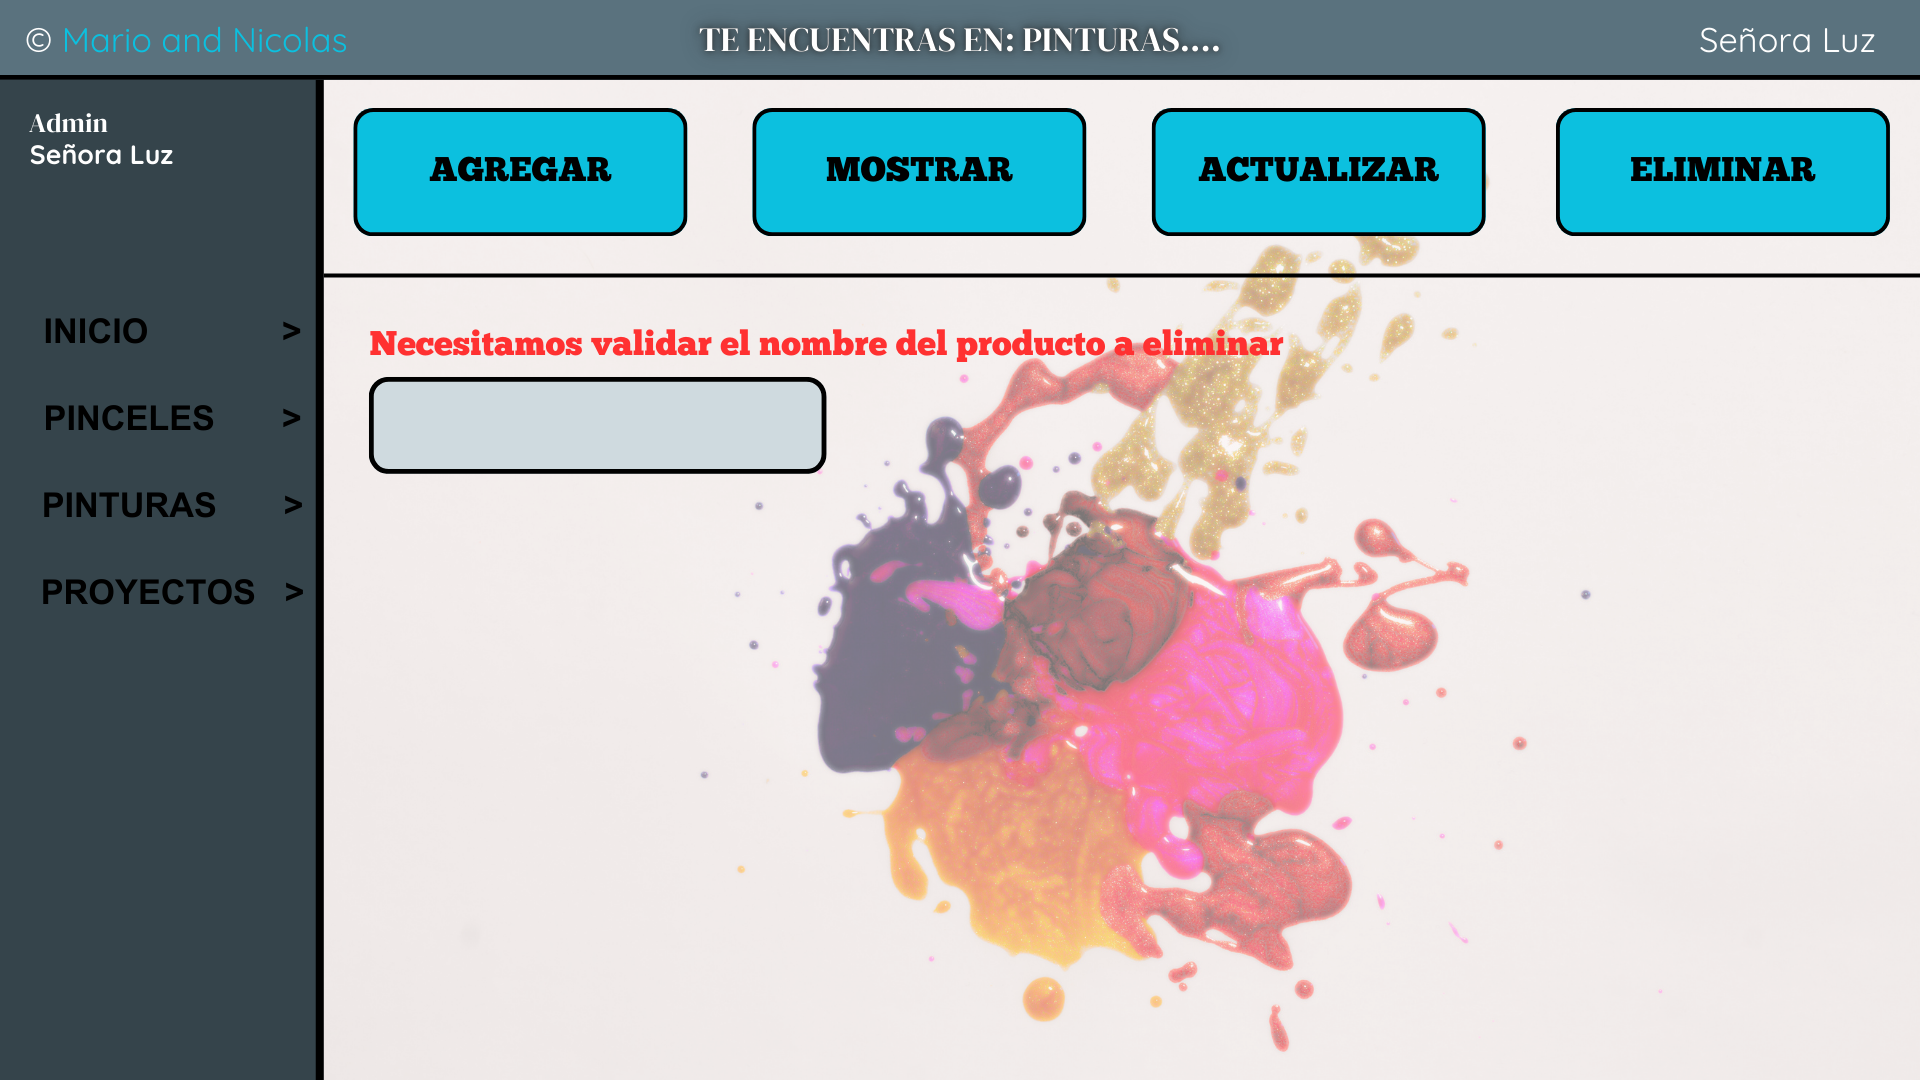 © Mario and Nicolas
TE ENCUENTRAS EN: PINTURAS....
Señora Luz
Admin
Señora Luz
AGREGAR
MOSTRAR
ACTUALIZAR
ELIMINAR
INICIO >
PINCELES >
PINTURAS >
PROYECTOS >
Necesitamos validar el nombre del producto a eliminar